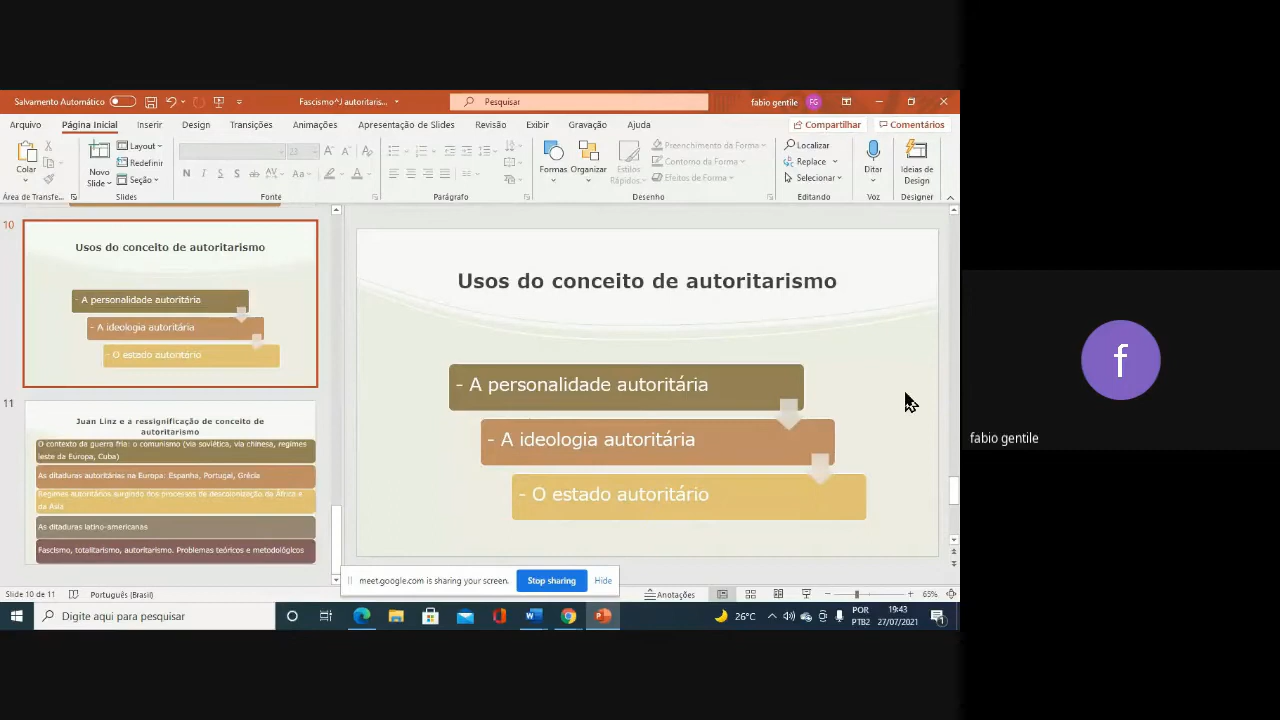 Salvamento Automático
Fascismo^J autoritaris...
Pesquisar
fabio gentile
FG
Arquivo
Página Inicial
Inserir
Design
Transições
Animações
Apresentação de Slides
Revisão
Exibir
Gravação
Ajuda
Compartilhar
Comentários
Colar
Novo
Slide
Layout
Redefinir
Seção
N
I
S
S
AV
Aa
A
Formas
Organizar
Estilos
Rápidos
Preenchimento da Forma
Contorno da Forma
Efeitos de Forma
Localizar
Replace
Selecionar
Ditar
Ideias de
Design
Área de Transfe...
Slides
Fonte
Parágrafo
Desenho
Editando
Voz
Designer
10
Usos do conceito de autoritarismo
- A personalidade autoritária
- A ideologia autoritária
- O estado autoritário
11
Juan Linz e a ressignificação de conceito de
autoritarismo
O contexto da guerra fria: o comunismo (via soviética, via chinesa, regimes
leste da Europa, Cuba)
As ditaduras autoritárias na Europa: Espanha, Portugal, Grécia
Regimes autoritários surgindo dos processos de descolonização da África e
da Ásia
As ditaduras latino-americanas
Fascismo, totalitarismo, autoritarismo. Problemas teóricos e metodológicos
Usos do conceito de autoritarismo
- A personalidade autoritária
- A ideologia autoritária
- O estado autoritário
f
fabio gentile
meet.google.com is sharing your screen.
Stop sharing
Hide
Slide 10 de 11
Português (Brasil)
Anotações
65%
Digite aqui para pesquisar
26°C
POR
PTB2
19:43
27/07/2021
1